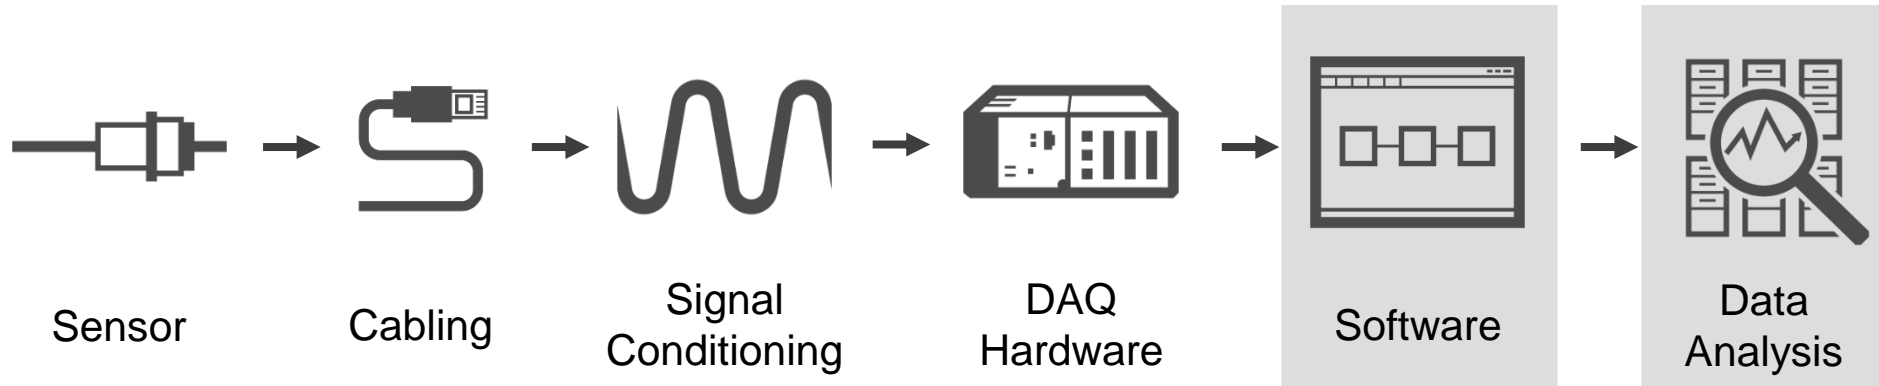 Sensor
Cabling
Signal
Conditioning
DAQ
Hardware
Software
Data
Analysis